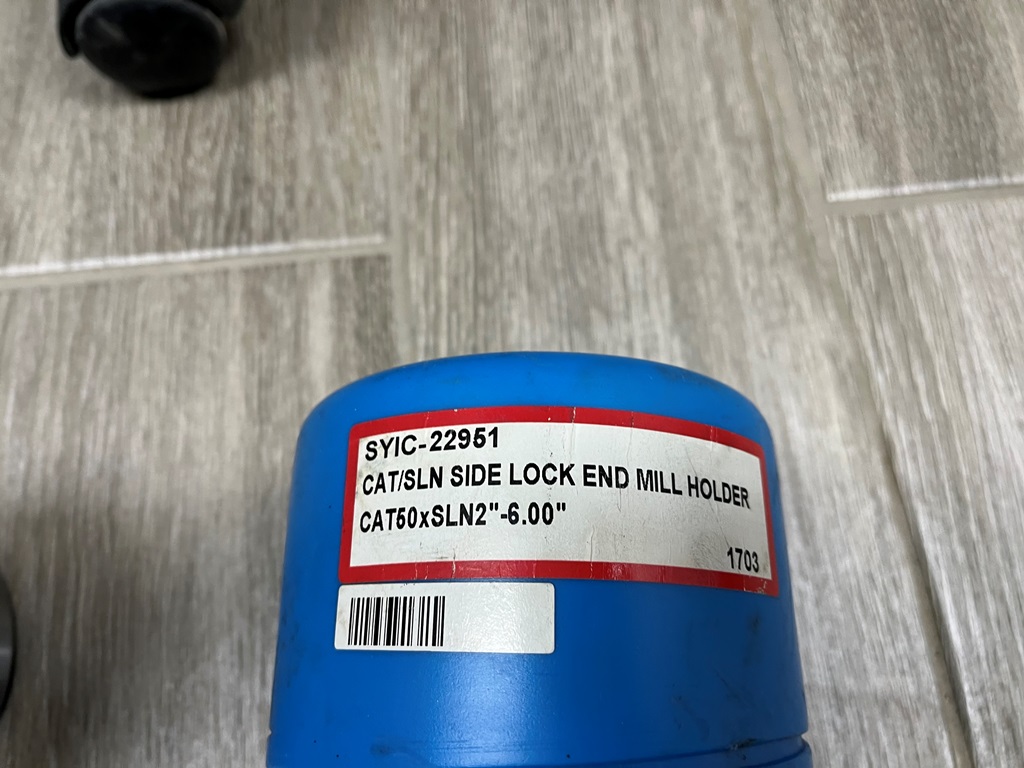 SYIC-22951
CAT/SLN SIDE LOCK END MILL HOLDER
CAT50xSLN2"-6.00"
1703